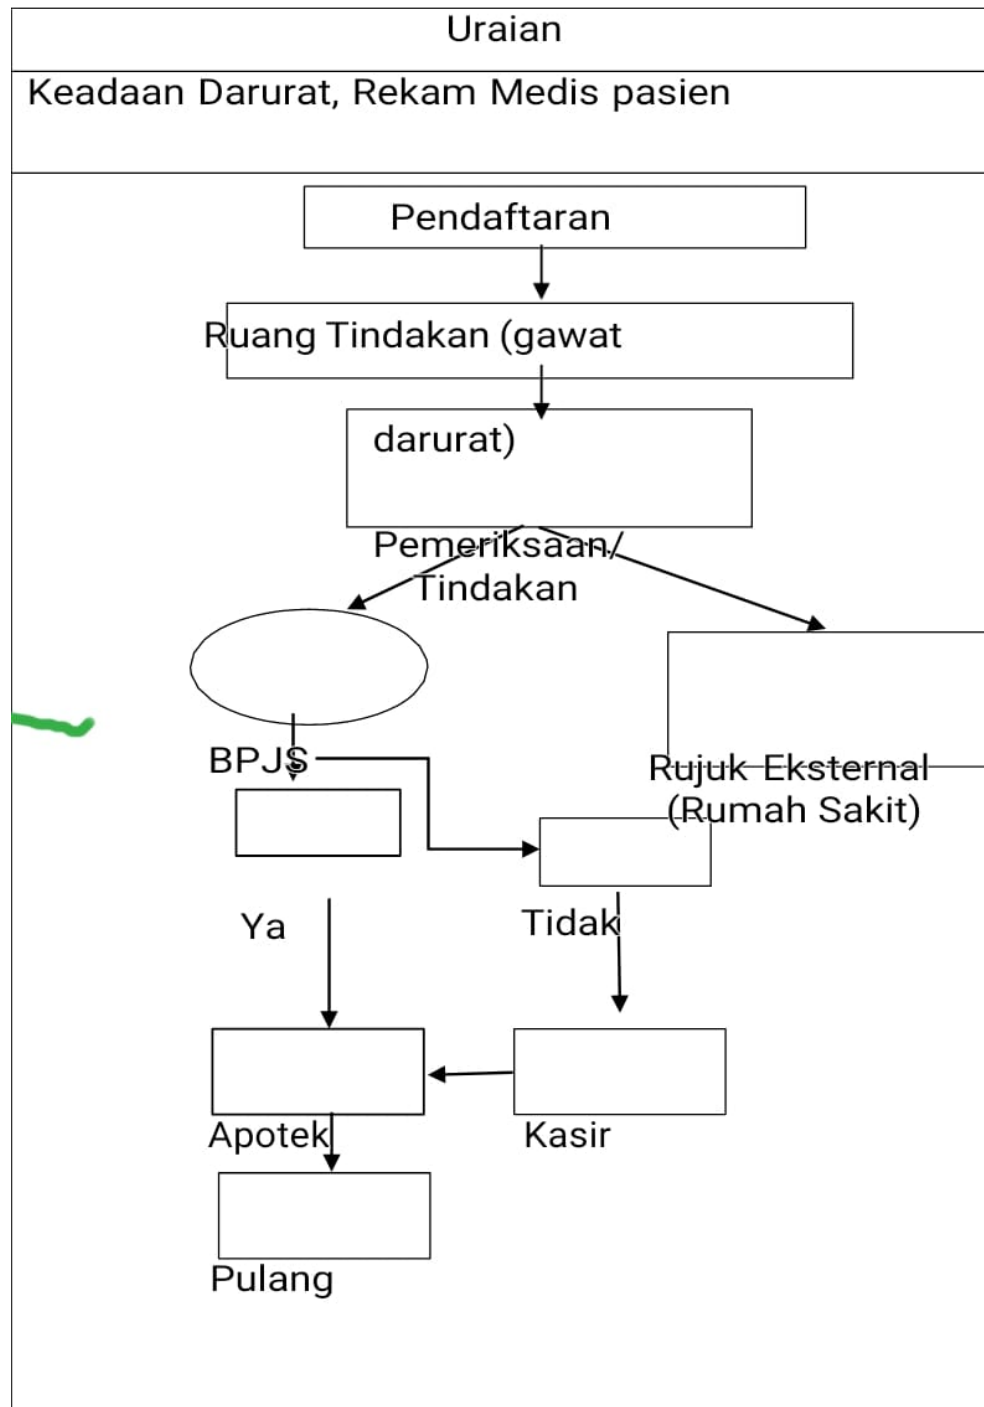 Uraian
Keadaan Darurat, Rekam Medis pasien
Pendaftaran
Ruang Tindakan (gawat
darurat)
Pemeriksaan/
Tindakan
BPJS
Rujuk Eksternal
(Rumah Sakit)
Ya
Tidak
Apotek
Kasir
Pulang